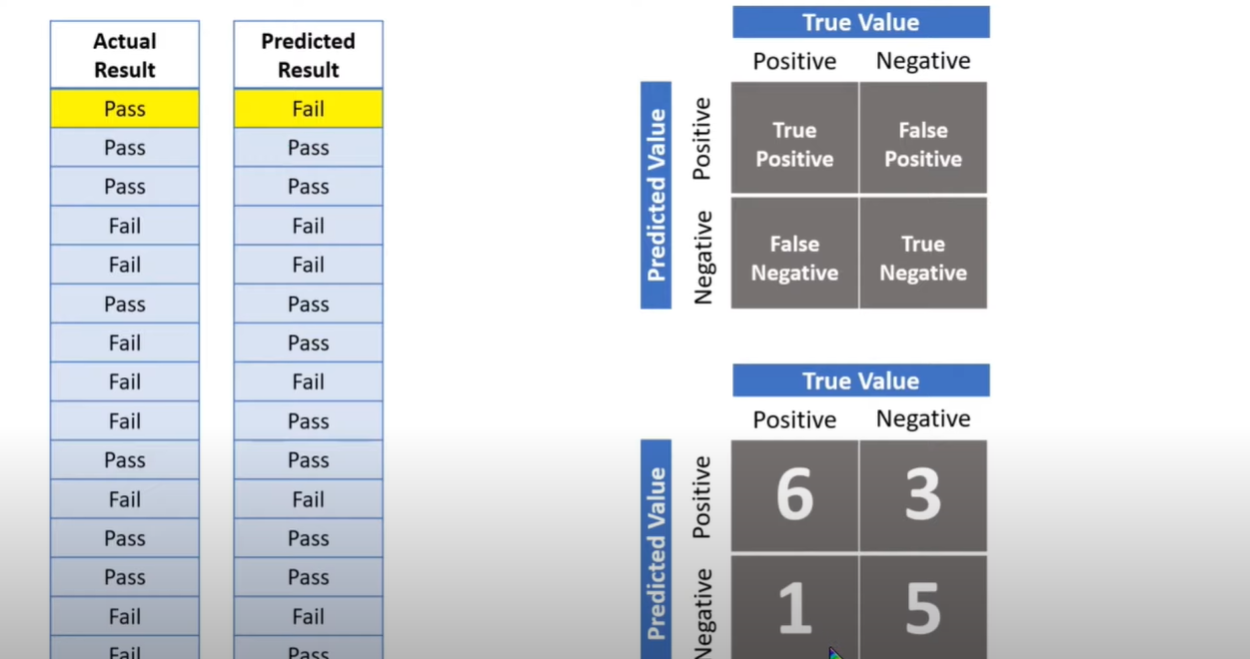 Actual Result
Predicted Result
Pass Fail
Pass Pass
Pass Pass
Fail Fail
Fail Fail
Pass Pass
Fail Pass
Fail Fail
Fail Pass
Pass Pass
Fail Fail
Pass Pass
Pass Pass
Fail Fail
Fail Pass
True Value
Positive Negative
Predicted Value
Positive
Negative
True Positive
False Positive
False Negative
True Negative
True Value
Positive Negative
Predicted Value
Positive
Negative
6 3
1 5